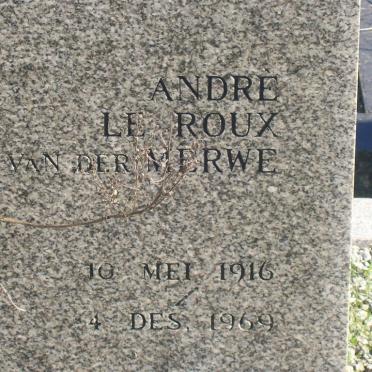 ANDRE
LE ROUX
VAN DER MERWE
10 MEI 1916
/
4 DES. 1969